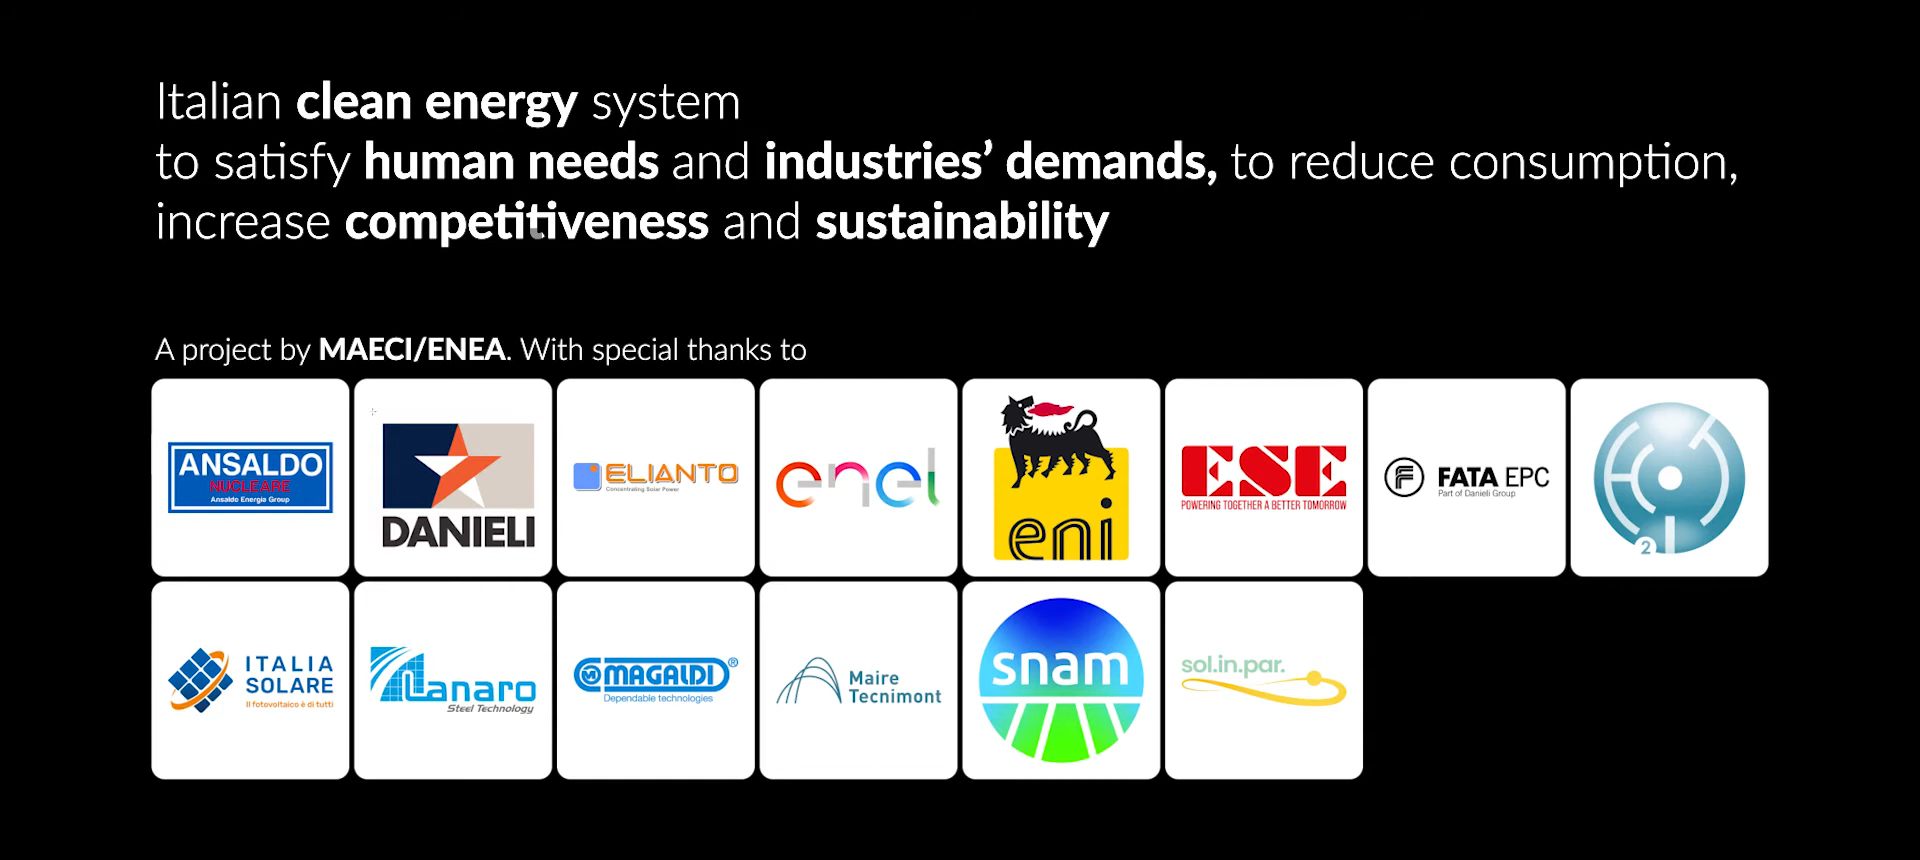 Italian clean energy system
to satisfy human needs and industries’ demands, to reduce consumption,
increase competitiveness and sustainability
A project by MAECI/ENEA. With special thanks to
ANSALDO
NUCLEARE
Ansaldo Energia Group
DANIELI
ELIANTO
Concentrating Solar Power
enel
eni
ESE
POWERING TOGETHER A BETTER TOMORROW
FATA EPC
Part of Danieli Group
2
ITALIA
SOLARE
Il fotovoltaico è di tutti
Lanaro
Steel Technology
M MAGALDI®
Dependable technologies
Maire
Tecnimont
snam
sol.in.par.